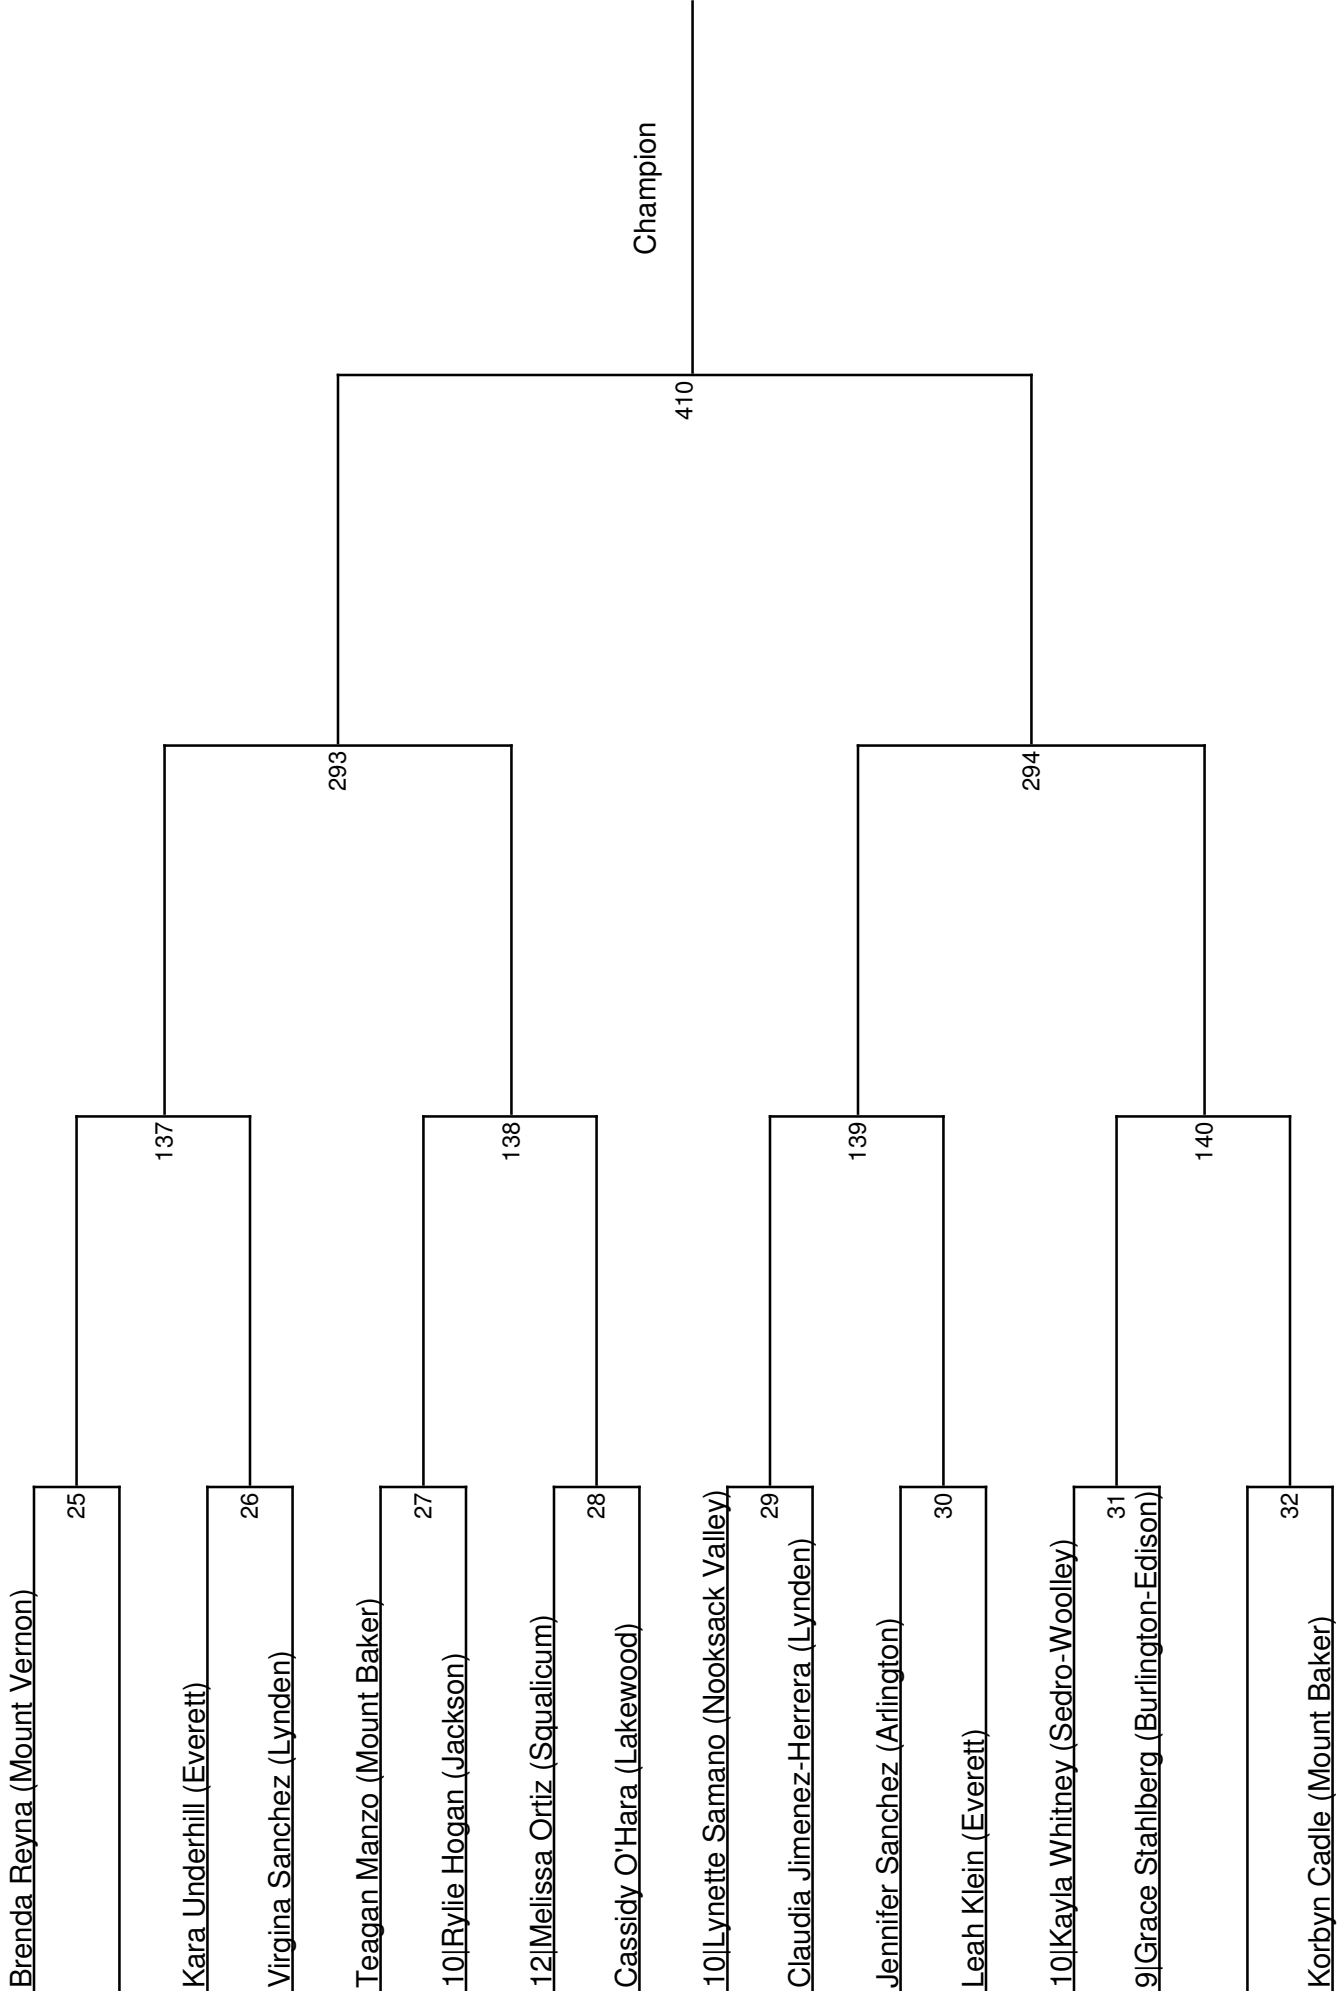 Brenda Reyna (Mount Vernon)
25
Kara Underhill (Everett)
26
Virgina Sanchez (Lynden)
137
Teagan Manzo (Mount Baker)
27
10|Rylie Hogan (Jackson)
293
12|Melissa Ortiz (Squalicum)
28
Cassidy O'Hara (Lakewood)
138
410
Champion
10|Lynette Samano (Nooksack Valley)
29
Claudia Jimenez-Herrera (Lynden)
139
Jennifer Sanchez (Arlington)
30
Leah Klein (Everett)
294
10|Kayla Whitney (Sedro-Woolley)
31
9|Grace Stahlberg (Burlington-Edison)
140
32
Korbyn Cadle (Mount Baker)